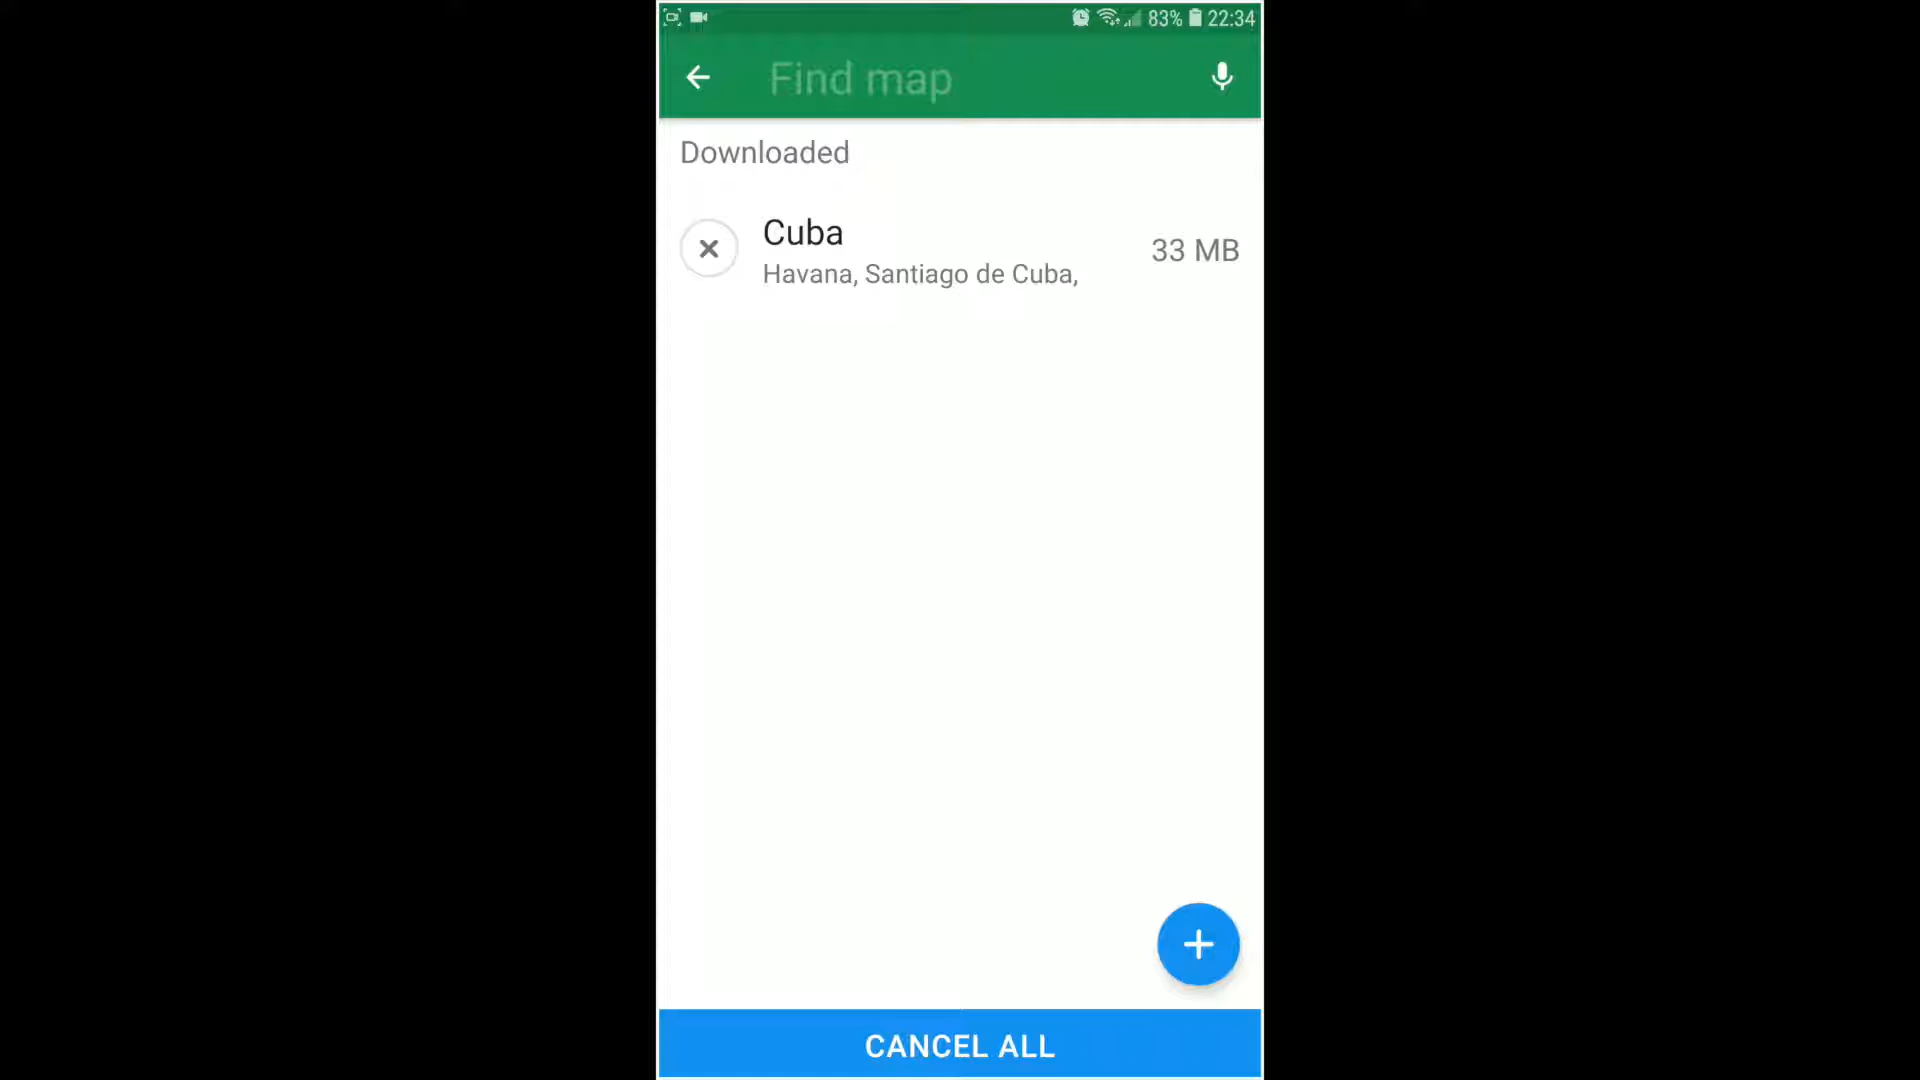 83% 22:34
Find map
Downloaded
Cuba
Havana, Santiago de Cuba,
33 MB
CANCEL ALL